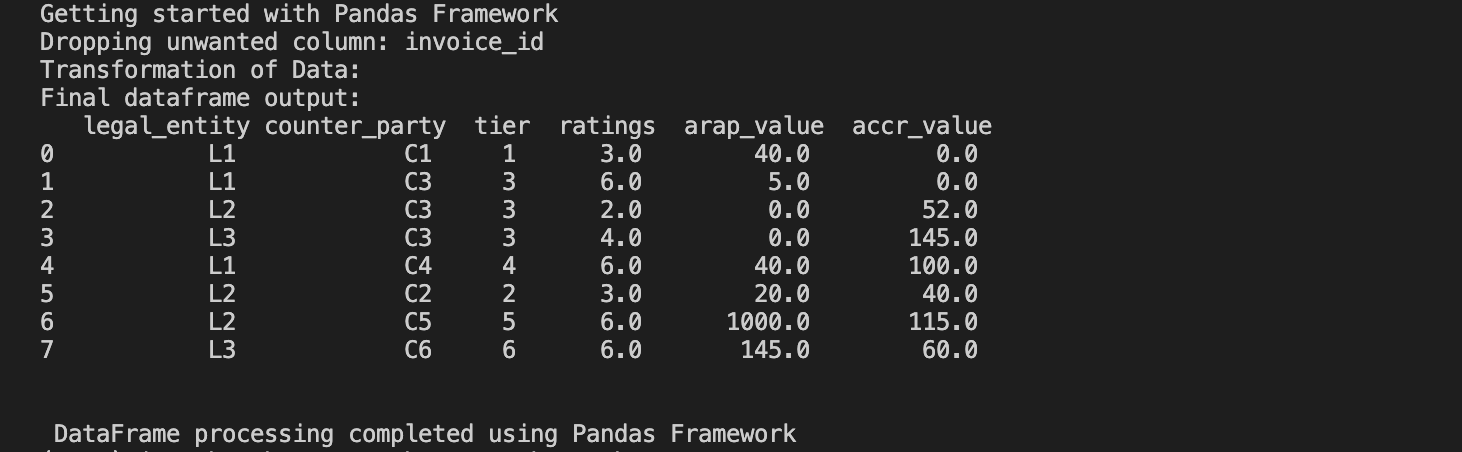 Getting started with Pandas Framework
Dropping unwanted column: invoice_id
Transformation of Data:
Final dataframe output:
legal_entity counter_party tier ratings arap_value accr_value
0 L1 C1 1 3.0 40.0 0.0
1 L1 C3 3 6.0 5.0 0.0
2 L2 C3 3 2.0 0.0 52.0
3 L3 C3 3 4.0 0.0 145.0
4 L1 C4 4 6.0 40.0 100.0
5 L2 C2 2 3.0 20.0 40.0
6 L2 C5 5 6.0 1000.0 115.0
7 L3 C6 6 6.0 145.0 60.0
DataFrame processing completed using Pandas Framework